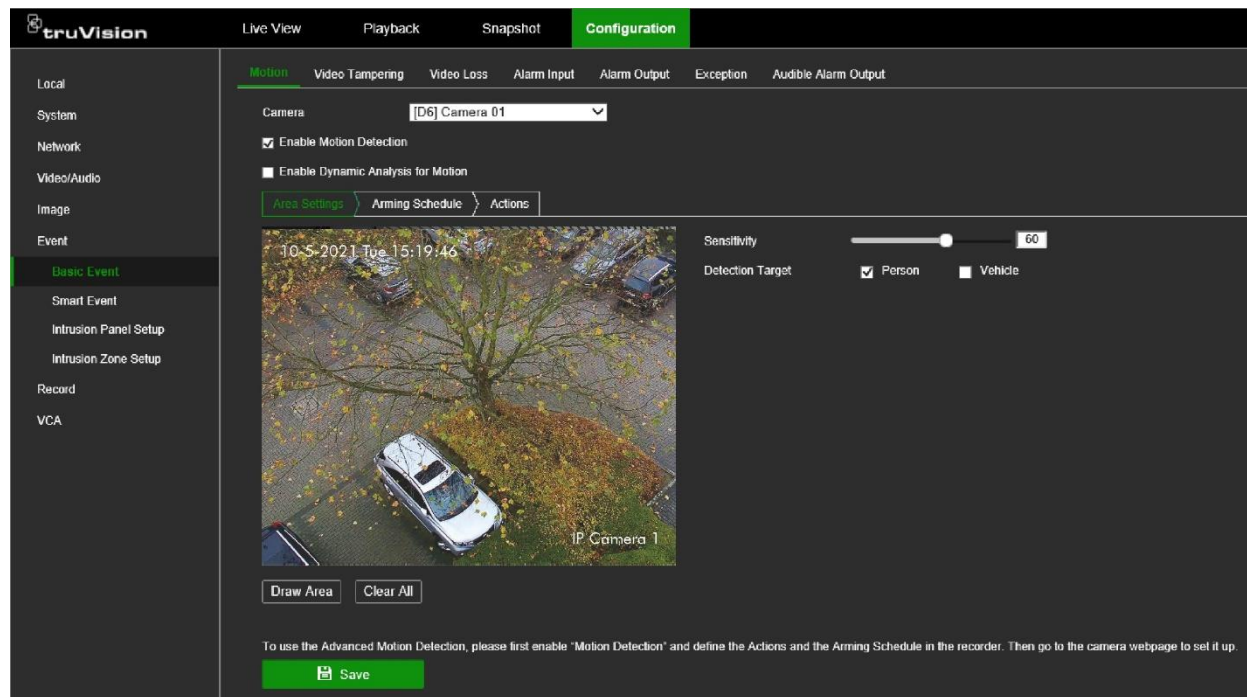 truVision
Live View Playback Snapshot Configuration
Local
System
Network
Video/Audio
Image
Event
Basic Event
Smart Event
Intrusion Panel Setup
Intrusion Zone Setup
Record
VCA
Motion Video Tampering Video Loss Alarm Input Alarm Output Exception Audible Alarm Output
Camera [D6] Camera 01
Enable Motion Detection
Enable Dynamic Analysis for Motion
Area Settings Arming Schedule Actions
10-5-2021 Tue 15:19:46
IP Camera 1
Sensitivity 60
Detection Target Person Vehicle
Draw Area Clear All
To use the Advanced Motion Detection, please first enable "Motion Detection" and define the Actions and the Arming Schedule in the recorder. Then go to the camera webpage to set it up.
Save